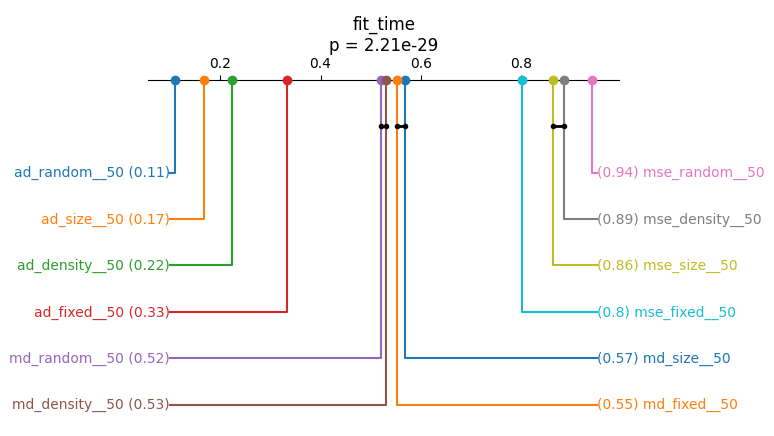 fit_time
p = 2.21e-29
0.2 0.4 0.6 0.8
ad_random__50 (0.11)
(0.94) mse_random__50
ad_size__50 (0.17)
(0.89) mse_density__50
ad_density__50 (0.22)
(0.86) mse_size__50
ad_fixed__50 (0.33)
(0.8) mse_fixed__50
md_random__50 (0.52)
(0.57) md_size__50
md_density__50 (0.53)
(0.55) md_fixed__50